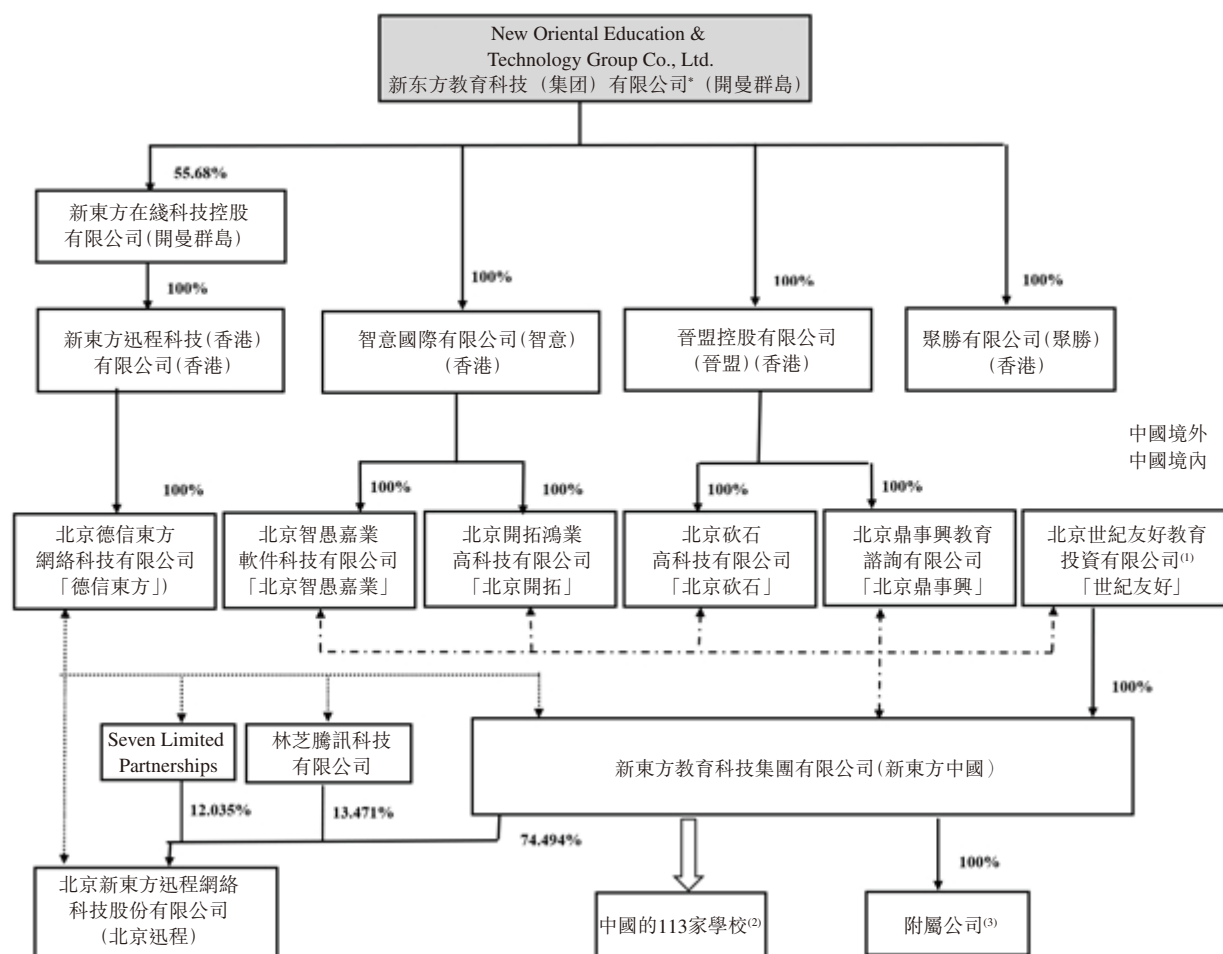 New Oriental Education &
Technology Group Co., Ltd.
新东方教育科技（集团）有限公司*（開曼群島）
55.68%
新東方在綫科技控股
有限公司(開曼群島)
100%
100%
100%
100%
新東方迅程科技(香港)
有限公司(香港)
智意國際有限公司(智意)
(香港)
晉盟控股有限公司
(晉盟)(香港)
聚勝有限公司(聚勝)
(香港)
中國境外
中國境內
100%
100%
100%
100%
100%
北京德信東方
網絡科技有限公司
「德信東方」)
北京智愚嘉業
軟件科技有限公司
「北京智愚嘉業」
北京開拓鴻業
高科技有限公司
「北京開拓」
北京砍石
高科技有限公司
「北京砍石」
北京鼎事興教育
諮詢有限公司
「北京鼎事興」
北京世紀友好教育
投資有限公司(1)
「世紀友好」
100%
Seven Limited
Partnerships
林芝騰訊科技
有限公司
新東方教育科技集團有限公司(新東方中國)
12.035%
13.471%
74.494%
100%
北京新東方迅程網絡
科技股份有限公司
(北京迅程)
中國的113家學校(2)
附屬公司(3)